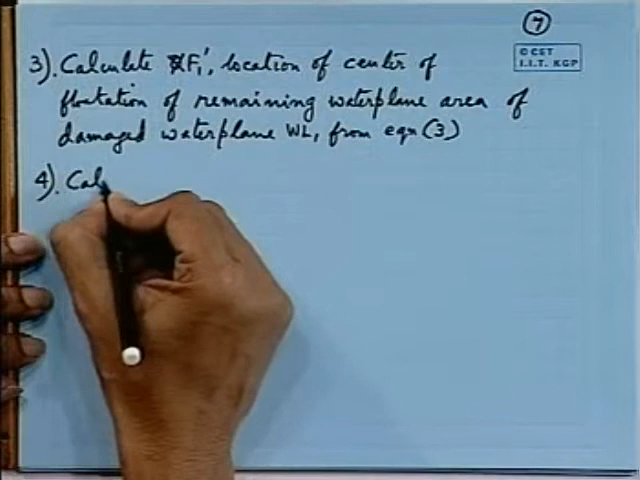 7
© CET
I.I.T. KGP
3). Calculate F₁', location of center of
flotation of remaining waterplane area of
damaged waterplane WL, from eqn (3)
4). Cal